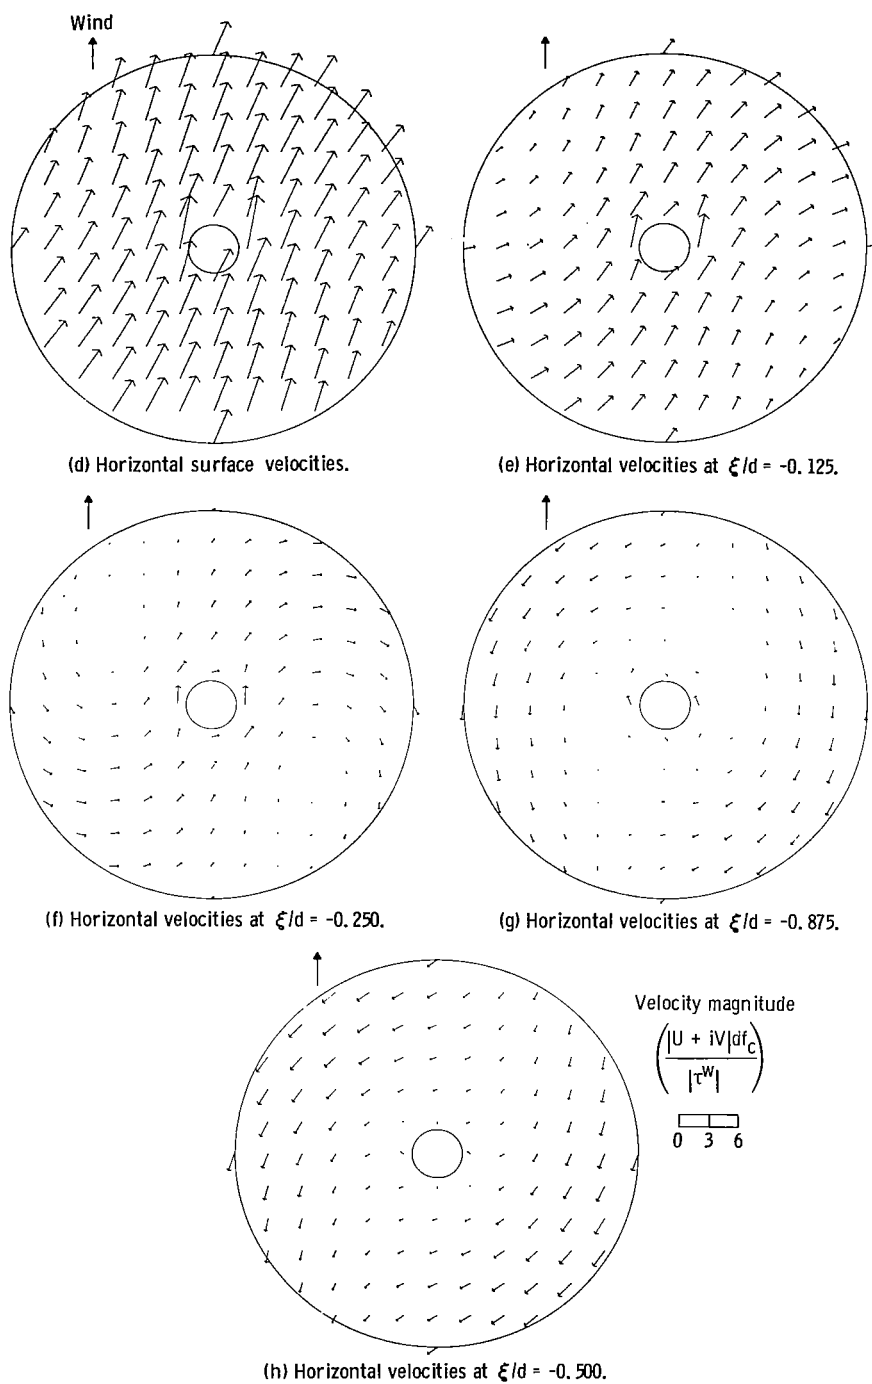 Wind
(d) Horizontal surface velocities.
(e) Horizontal velocities at ξ/d = -0.125.
(f) Horizontal velocities at ξ/d = -0.250.
(g) Horizontal velocities at ξ/d = -0.875.
Velocity magnitude
(|U + iV|df_c / |τ^W|)
0 3 6
(h) Horizontal velocities at ξ/d = -0.500.